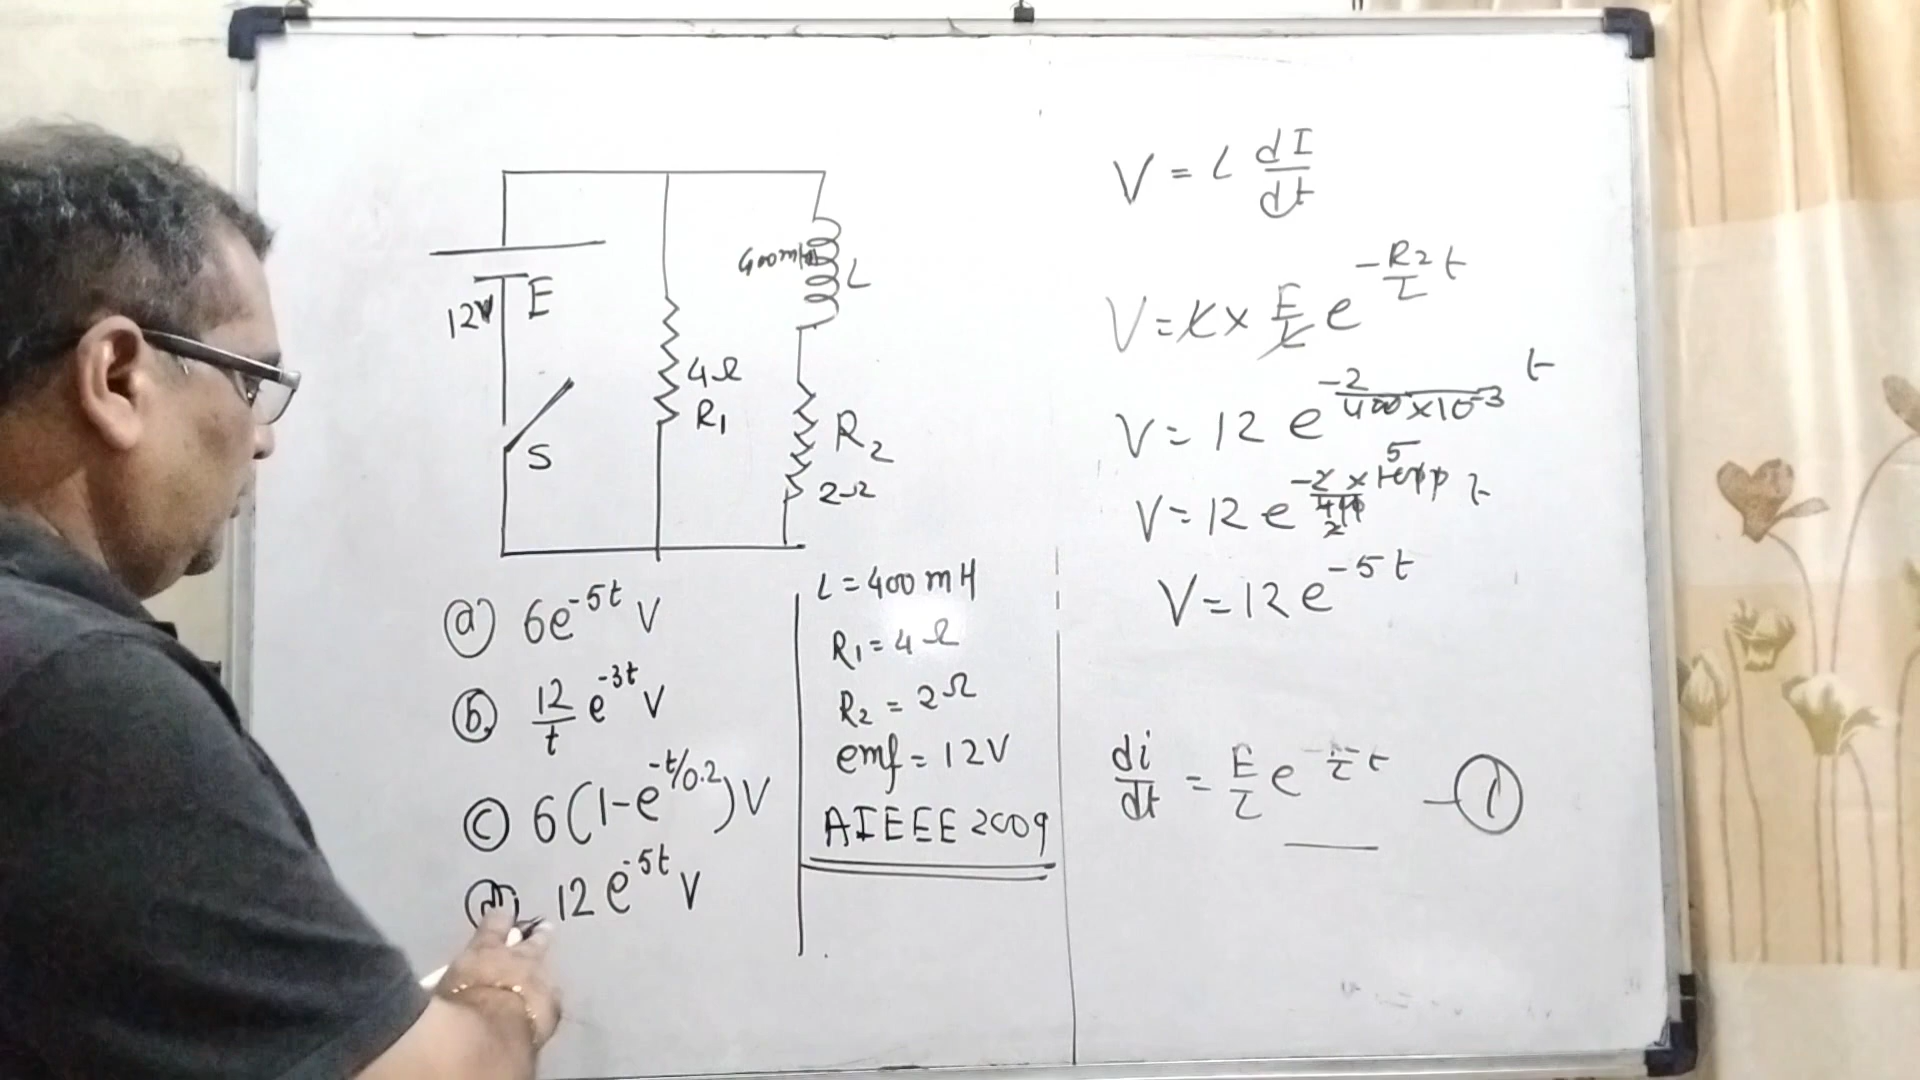 400mH
L
12V
E
4Ω
R₁
S
R₂
2Ω
(a) 6e^-5t V
(b) 12/t e^-3t V
(c) 6(1-e^-t/0.2)V
12e^-5t V
L = 400 mH
R₁ = 4Ω
R₂ = 2Ω
emf = 12V
AIEEE 2009
V = L dI/dt
V = L × E/L e^-R₂/L t
V = 12 e^-2/400×10^-3 t
V = 12 e
V = 12 e^-5t
di/dt = E/L e
①